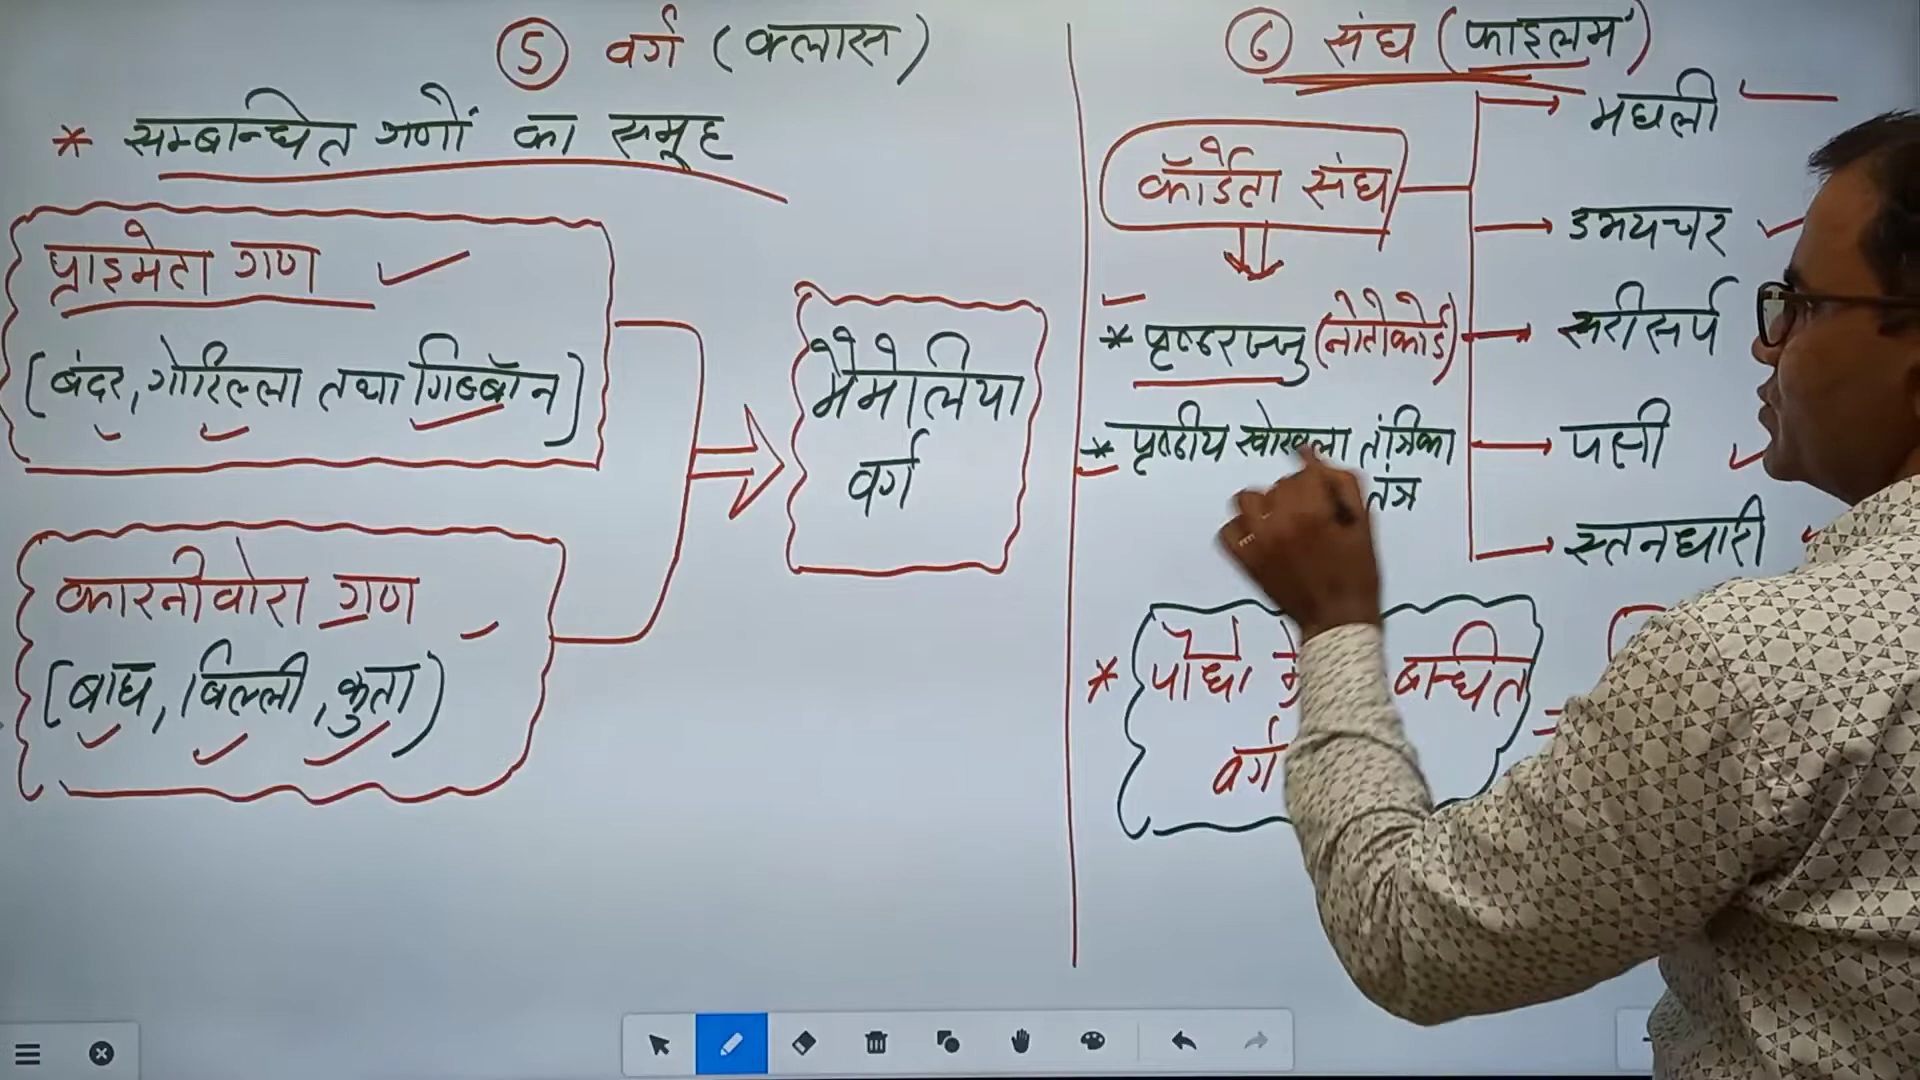 5 वर्ग (क्लास)
* सम्बन्धित गणों का समूह
प्राइमेटा गण
(बंदर, गोरिल्ला तथा गिब्बॉन)
कारनीवोरा गण
(बाघ, बिल्ली, कुत्ता)
मैमेलिया
वर्ग
6 संघ (फाइलम)
कॉर्डेटा संघ
* पृष्ठरज्जु (नोटोकोर्ड)
* पृष्ठीय खोखला तंत्रिका
तंत्र
मछली
उभयचर
सरीसर्प
पक्षी
स्तनधारी
* पौधों
वर्ग